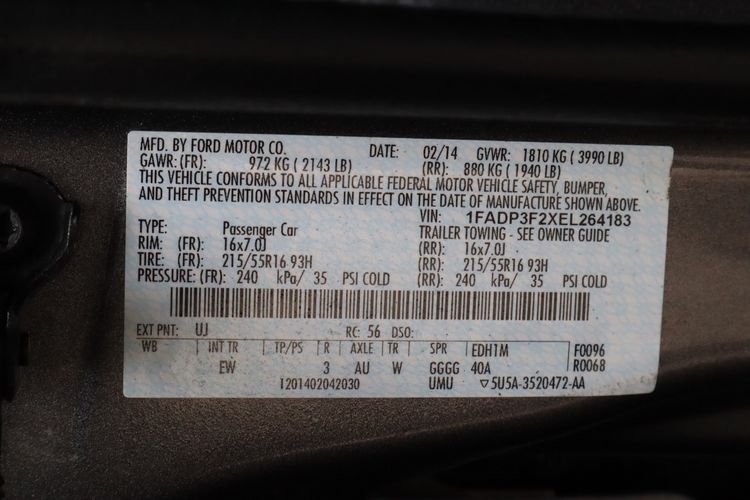 MFD. BY FORD MOTOR CO. DATE: 02/14 GVWR: 1810 KG ( 3990 LB)
GAWR: (FR): 972 KG ( 2143 LB) (RR): 880 KG ( 1940 LB)
THIS VEHICLE CONFORMS TO ALL APPLICABLE FEDERAL MOTOR VEHICLE SAFETY, BUMPER,
AND THEFT PREVENTION STANDARDS IN EFFECT ON THE DATE OF MANUFACTURE SHOWN ABOVE.
VIN: 1FADP3F2XEL264183
TYPE: Passenger Car TRAILER TOWING - SEE OWNER GUIDE
RIM: (FR) 16x7.0J (RR): 16x7.0J
TIRE: (FR) 215/55R16 93H (RR): 215/55R16 93H
PRESSURE: (FR): 240 kPa/ 35 PSI COLD (RR): 240 kPa/ 35 PSI COLD
EXT PNT: UJ RC: 56 DSO:
WB INT TR TP/PS R AXLE TR SPR EDH1M F0096
EW 3 AU W GGGG 40A R0068
1201402042030 UMU ▽5U5A-3520472-AA